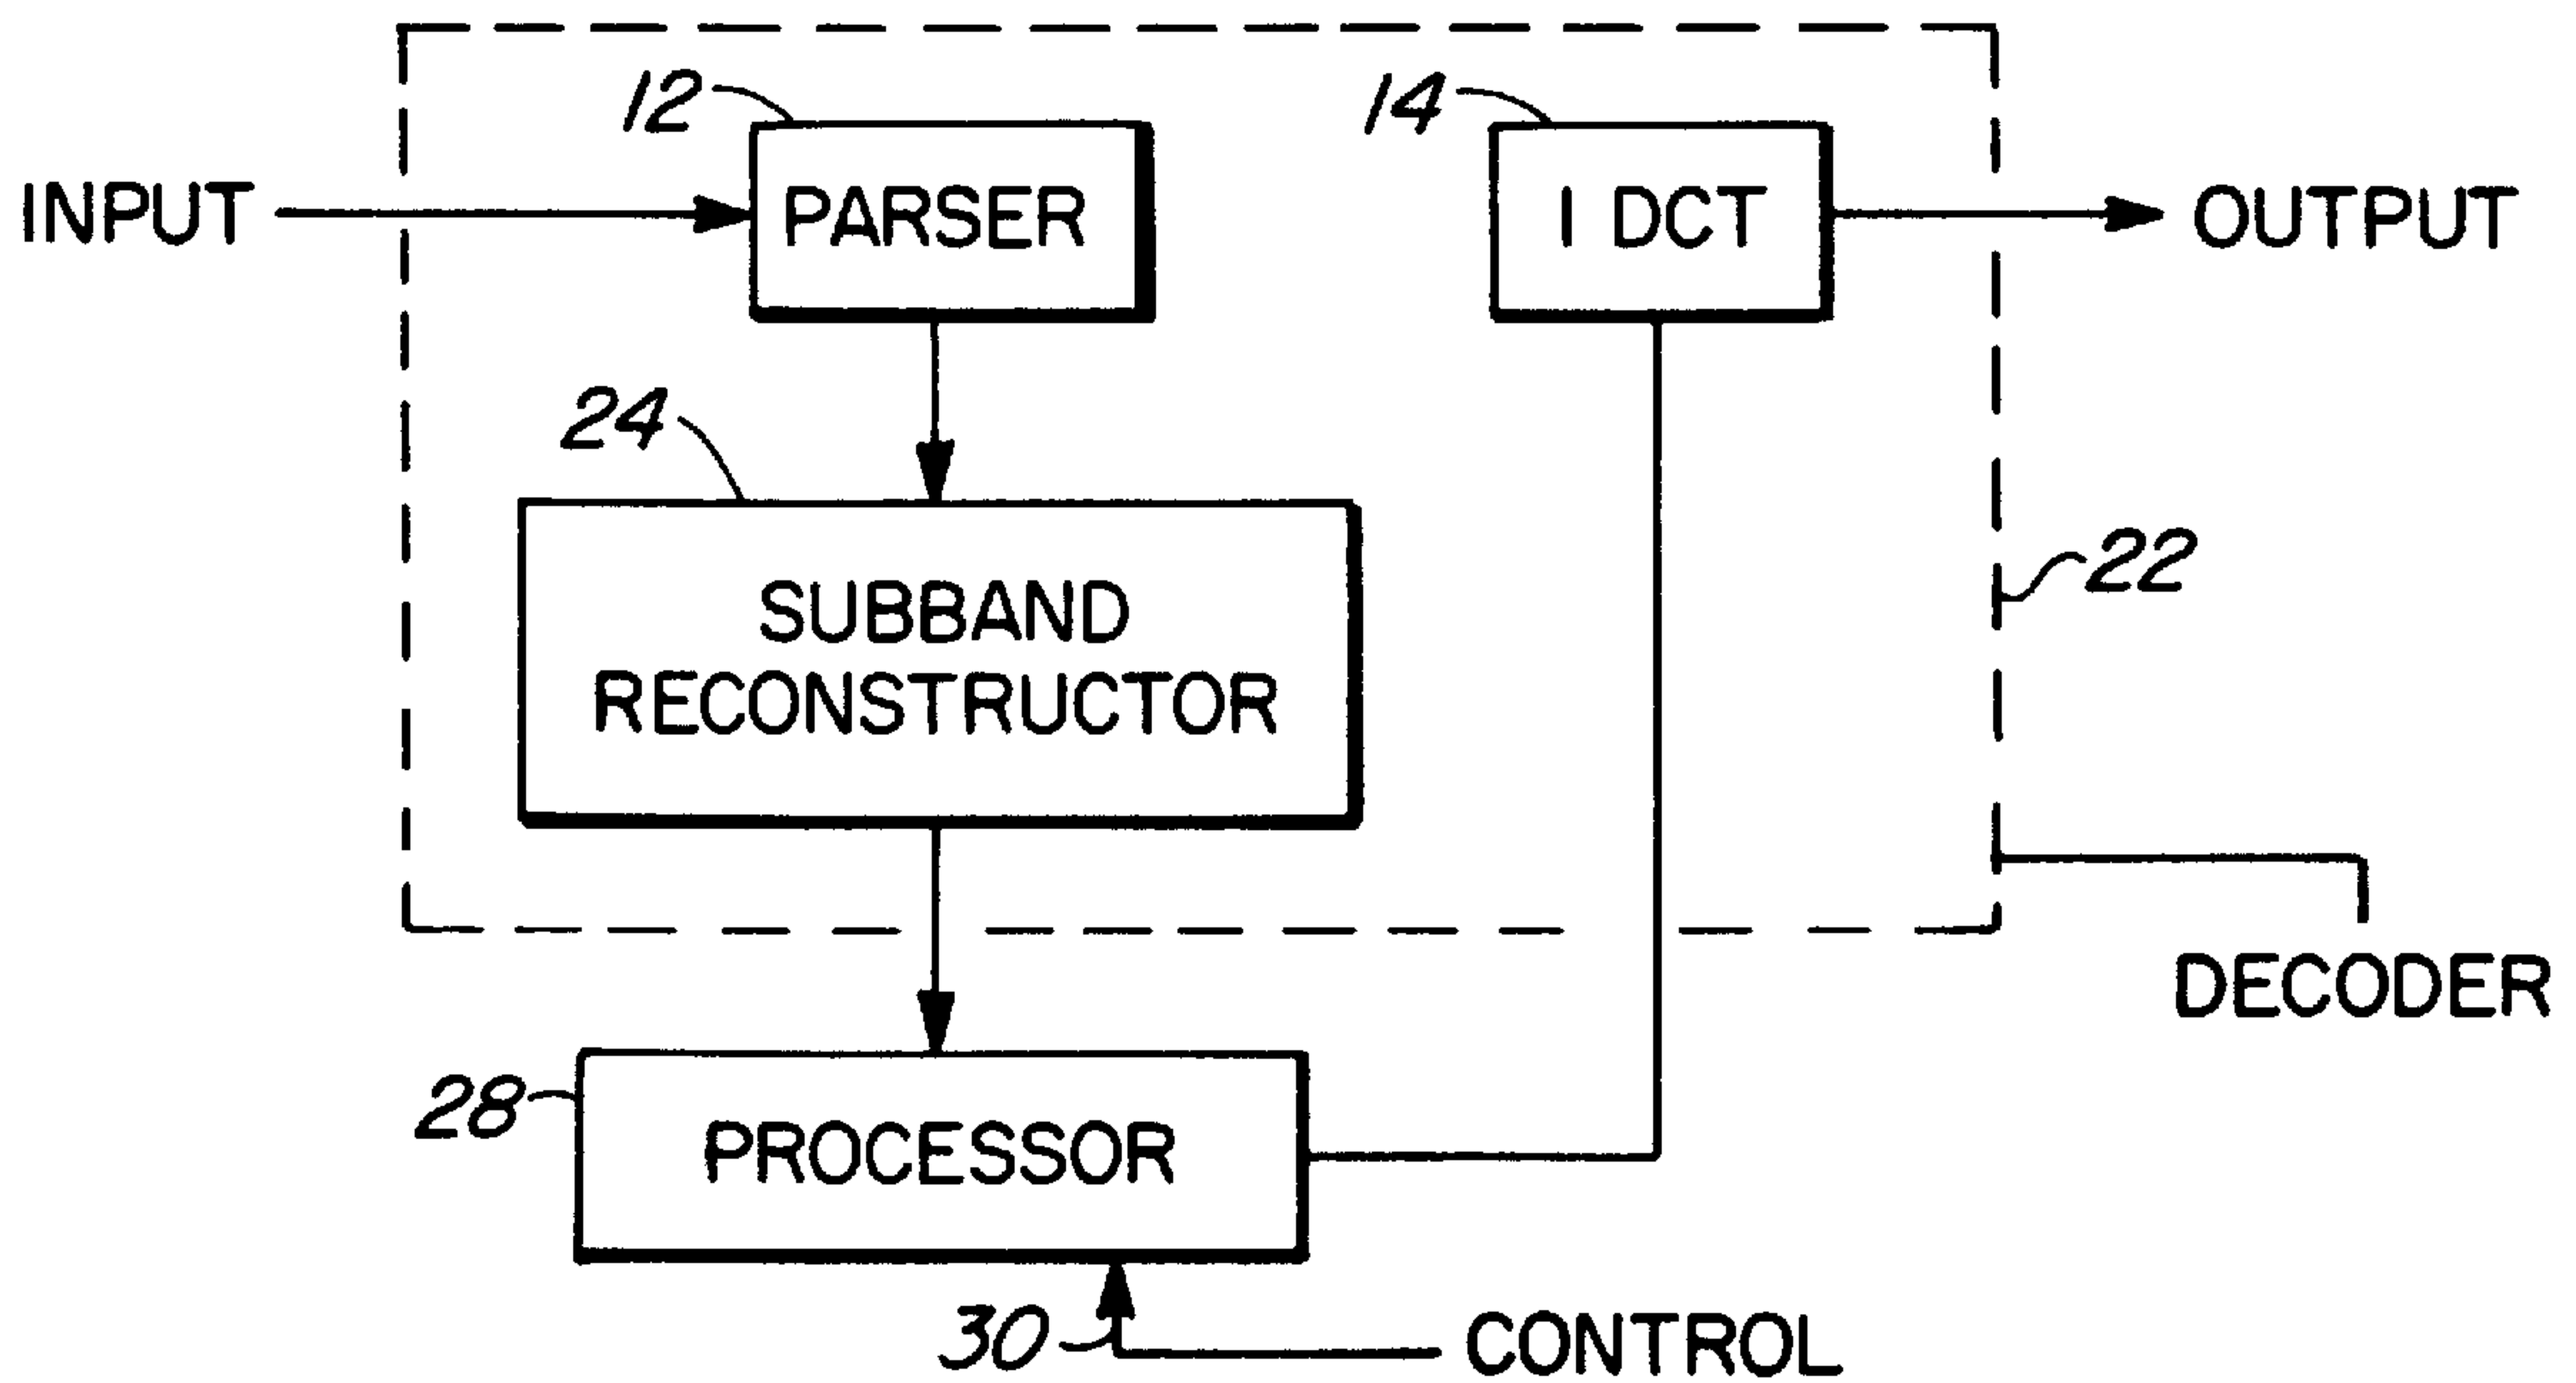 12
14
INPUT
PARSER
I DCT
OUTPUT
24
SUBBAND
RECONSTRUCTOR
22
DECODER
28
PROCESSOR
30
CONTROL